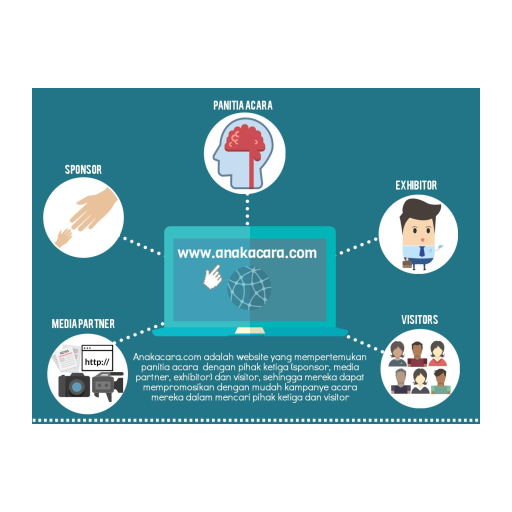 PANITIA ACARA
SPONSOR
EXHIBITOR
www.anakacara.com
MEDIA PARTNER
VISITORS
NEWS
http://
Anakacara.com adalah website yang mempertemukan
panitia acara dengan pihak ketiga (sponsor, media
partner, exhibitor) dan visitor, sehingga mereka dapat
mempromosikan dengan mudah kampanye acara
mereka dalam mencari pihak ketiga dan visitor